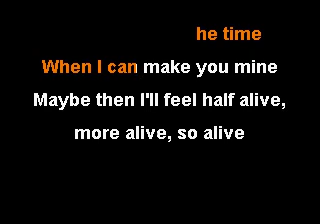 he time
When I can make you mine
Maybe then I'll feel half alive,
more alive, so alive